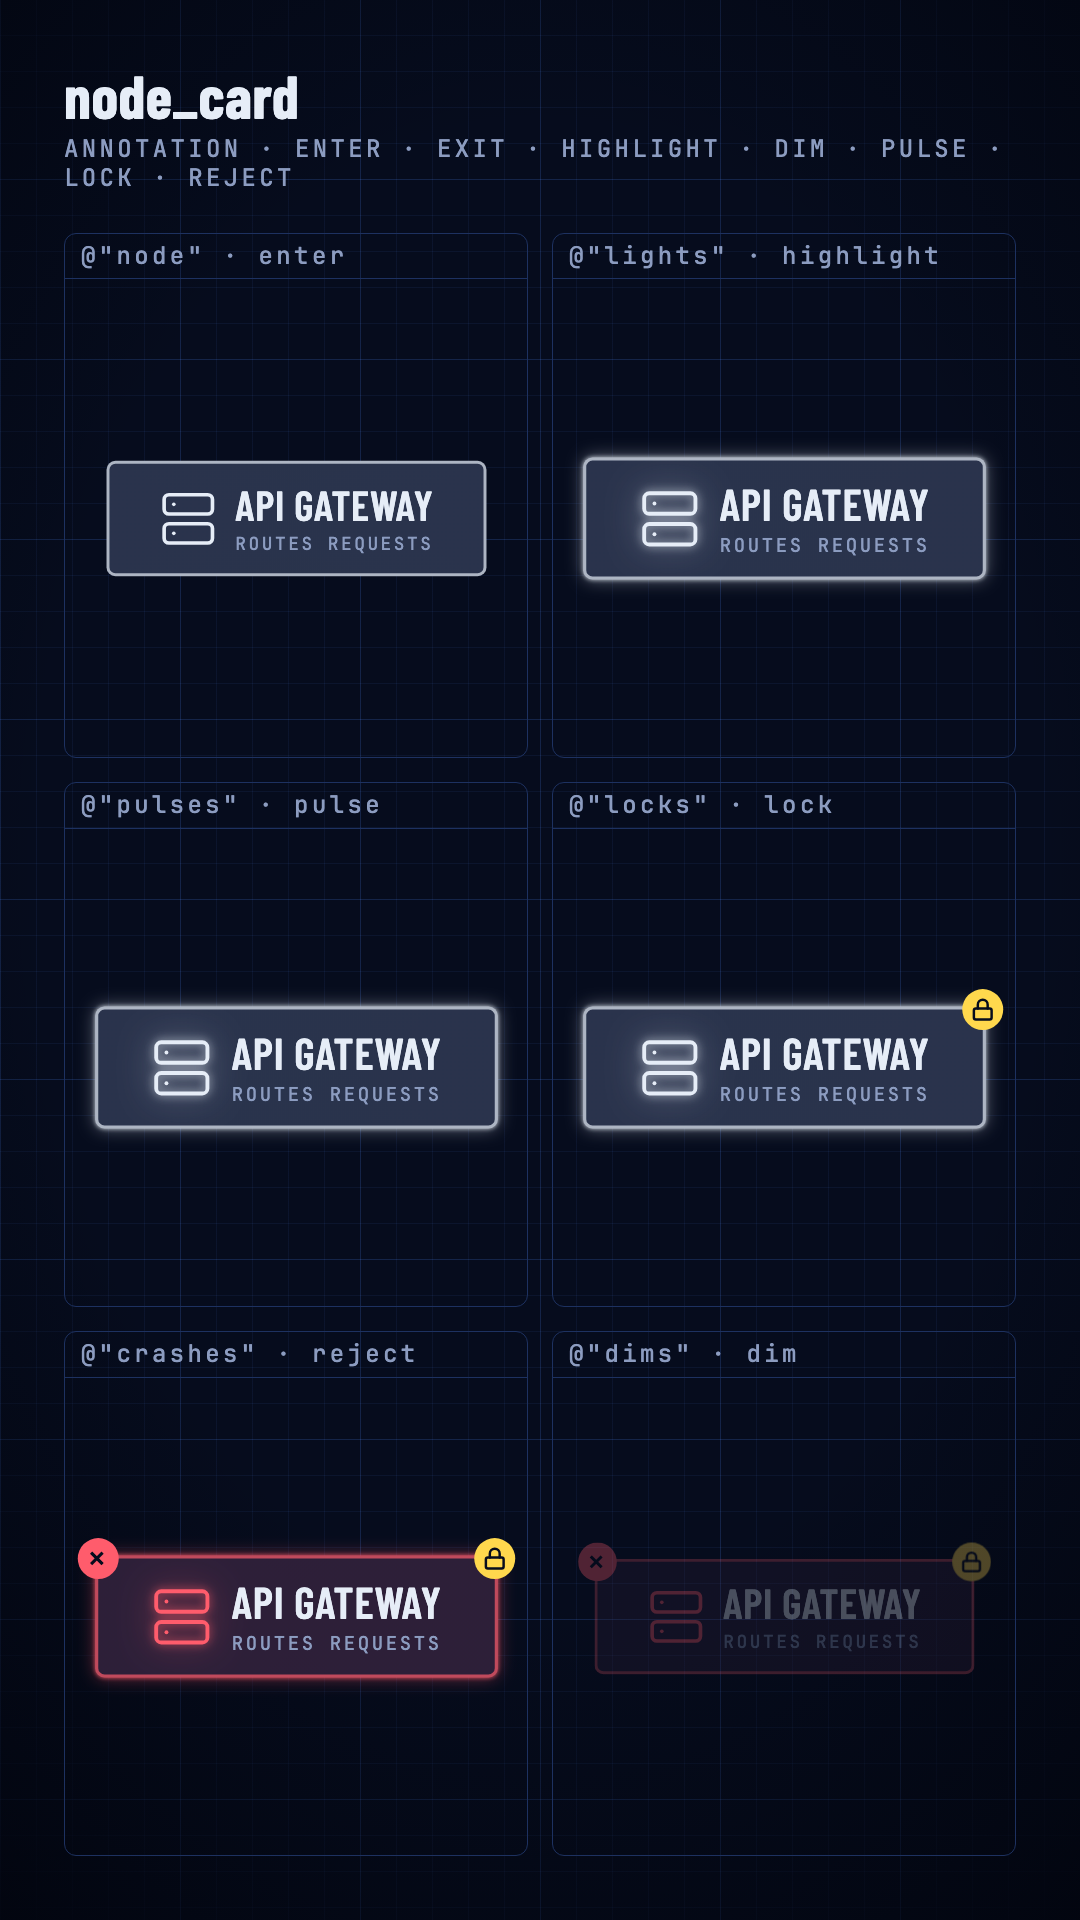 node_card
ANNOTATION · ENTER · EXIT · HIGHLIGHT · DIM · PULSE ·
LOCK · REJECT
@"node" · enter
API GATEWAY
ROUTES REQUESTS
@"lights" · highlight
API GATEWAY
ROUTES REQUESTS
@"pulses" · pulse
API GATEWAY
ROUTES REQUESTS
@"locks" · lock
API GATEWAY
ROUTES REQUESTS
@"crashes" · reject
API GATEWAY
ROUTES REQUESTS
@"dims" · dim
API GATEWAY
ROUTES REQUESTS